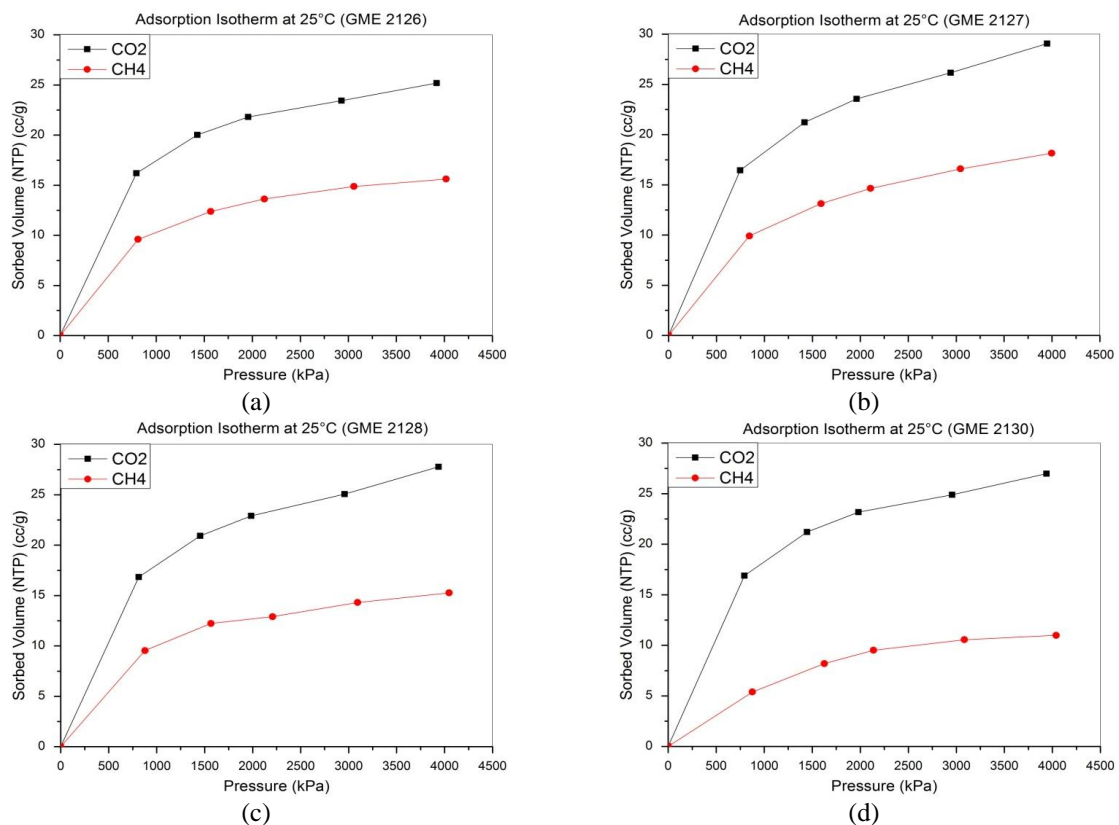 Adsorption Isotherm at 25°C (GME 2126)
CO2
CH4
Sorbed Volume (NTP) (cc/g)
30
25
20
15
10
5
0
0 500 1000 1500 2000 2500 3000 3500 4000 4500
Pressure (kPa)
(a)
Adsorption Isotherm at 25°C (GME 2127)
CO2
CH4
Sorbed Volume (NTP) (cc/g)
30
25
20
15
10
5
0
0 500 1000 1500 2000 2500 3000 3500 4000 4500
Pressure (kPa)
(b)
Adsorption Isotherm at 25°C (GME 2128)
CO2
CH4
Sorbed Volume (NTP) (cc/g)
30
25
20
15
10
5
0
0 500 1000 1500 2000 2500 3000 3500 4000 4500
Pressure (kPa)
(c)
Adsorption Isotherm at 25°C (GME 2130)
CO2
CH4
Sorbed Volume (NTP) (cc/g)
30
25
20
15
10
5
0
0 500 1000 1500 2000 2500 3000 3500 4000 4500
Pressure (kPa)
(d)